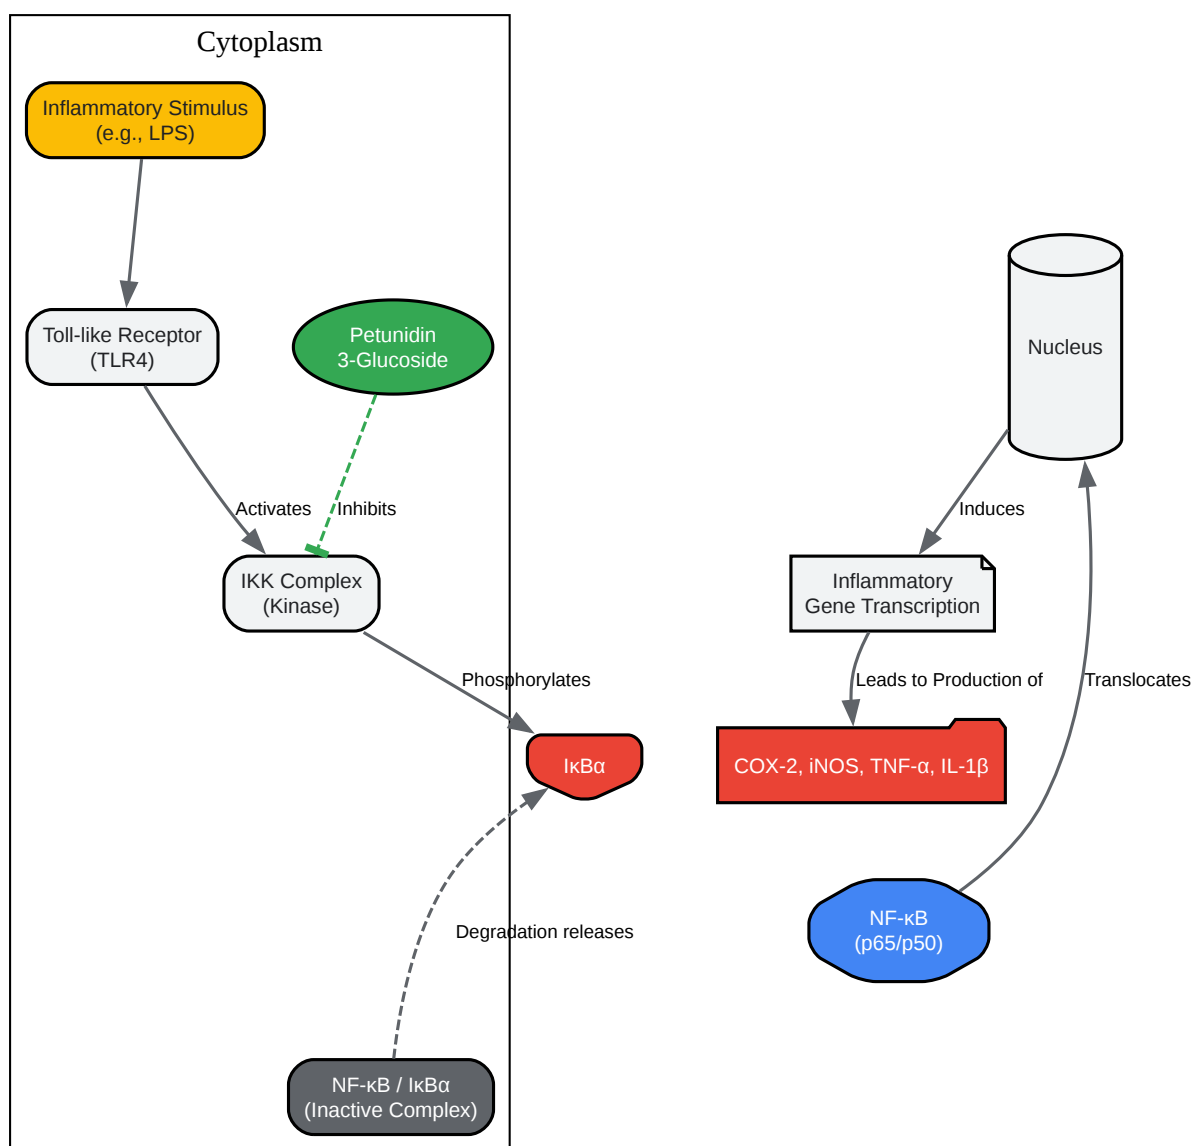 Cytoplasm
Inflammatory Stimulus
(e.g., LPS)
Toll-like Receptor
(TLR4)
Petunidin
3-Glucoside
Nucleus
Activates
Inhibits
Induces
IKK Complex
(Kinase)
Inflammatory
Gene Transcription
Phosphorylates
Leads to Production of
Translocates
IκBα
COX-2, iNOS, TNF-α, IL-1β
Degradation releases
NF-κB
(p65/p50)
NF-κB / IκBα
(Inactive Complex)